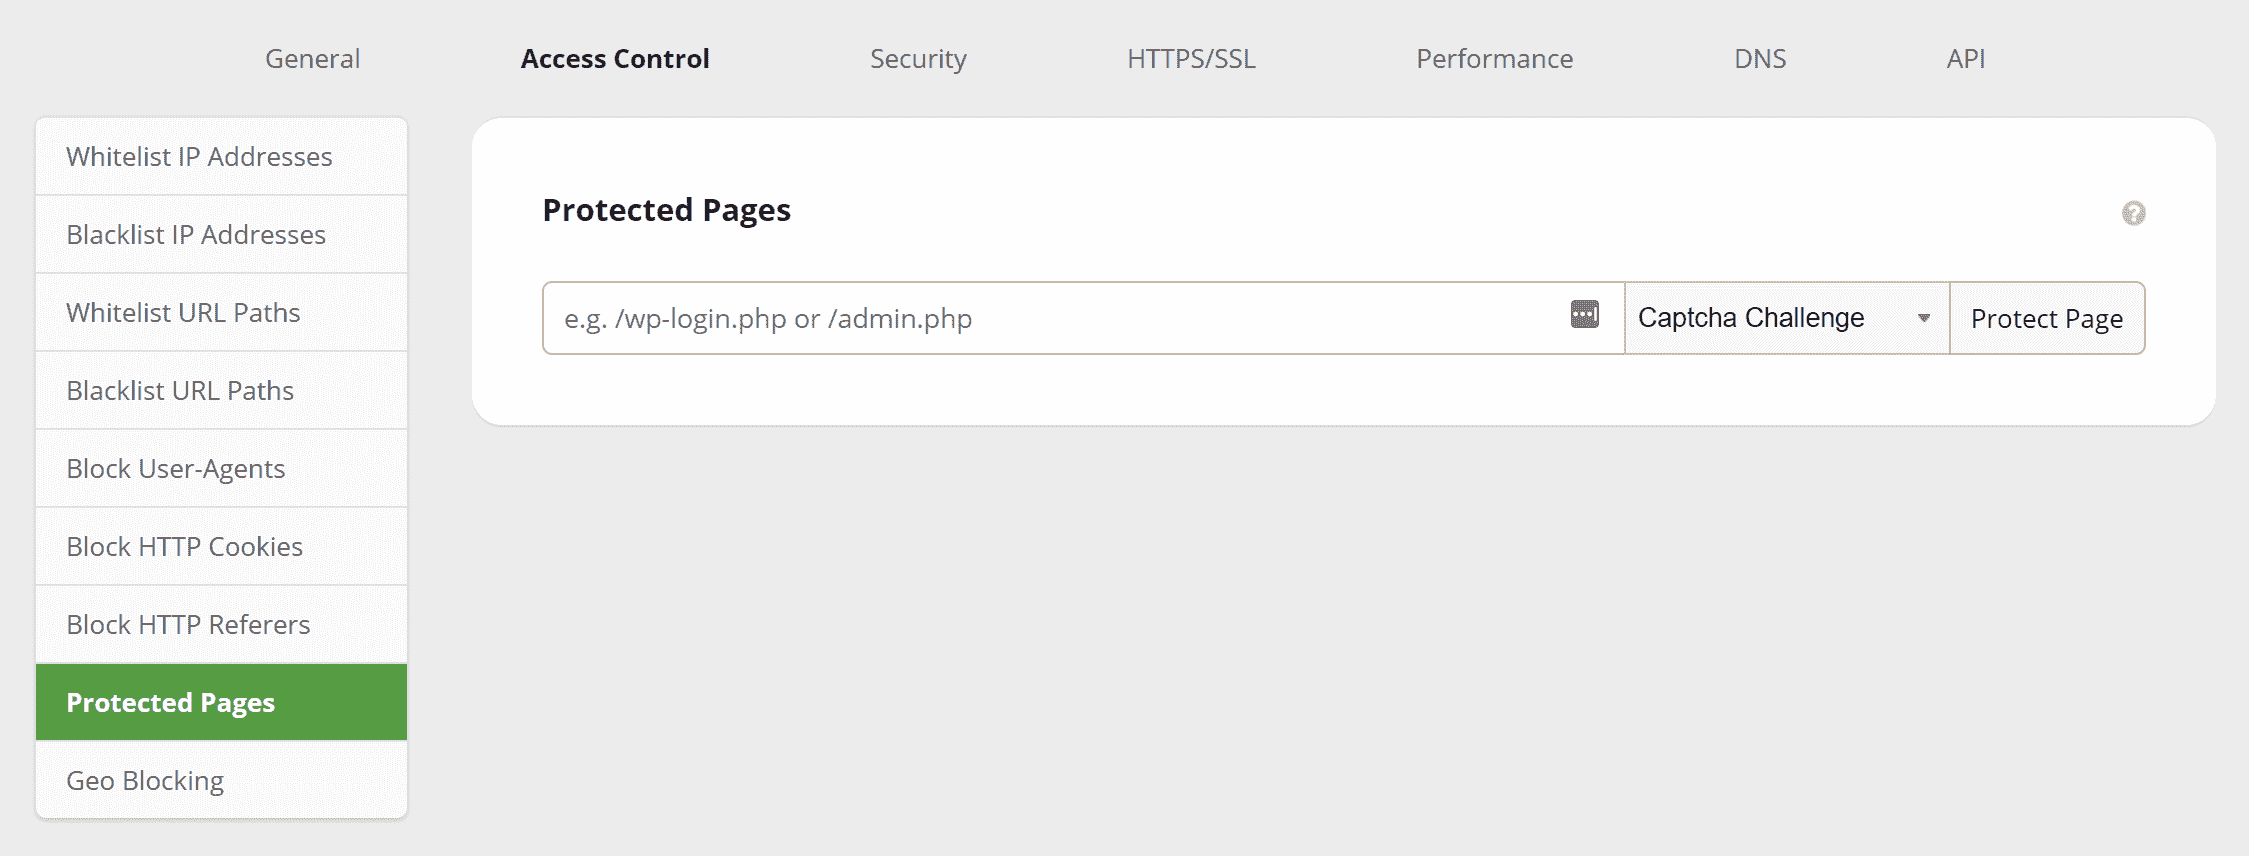 General Access Control Security HTTPS/SSL Performance DNS API
Whitelist IP Addresses
Blacklist IP Addresses
Whitelist URL Paths
Blacklist URL Paths
Block User-Agents
Block HTTP Cookies
Block HTTP Referers
Protected Pages
Geo Blocking
Protected Pages
e.g. /wp-login.php or /admin.php Captcha Challenge Protect Page